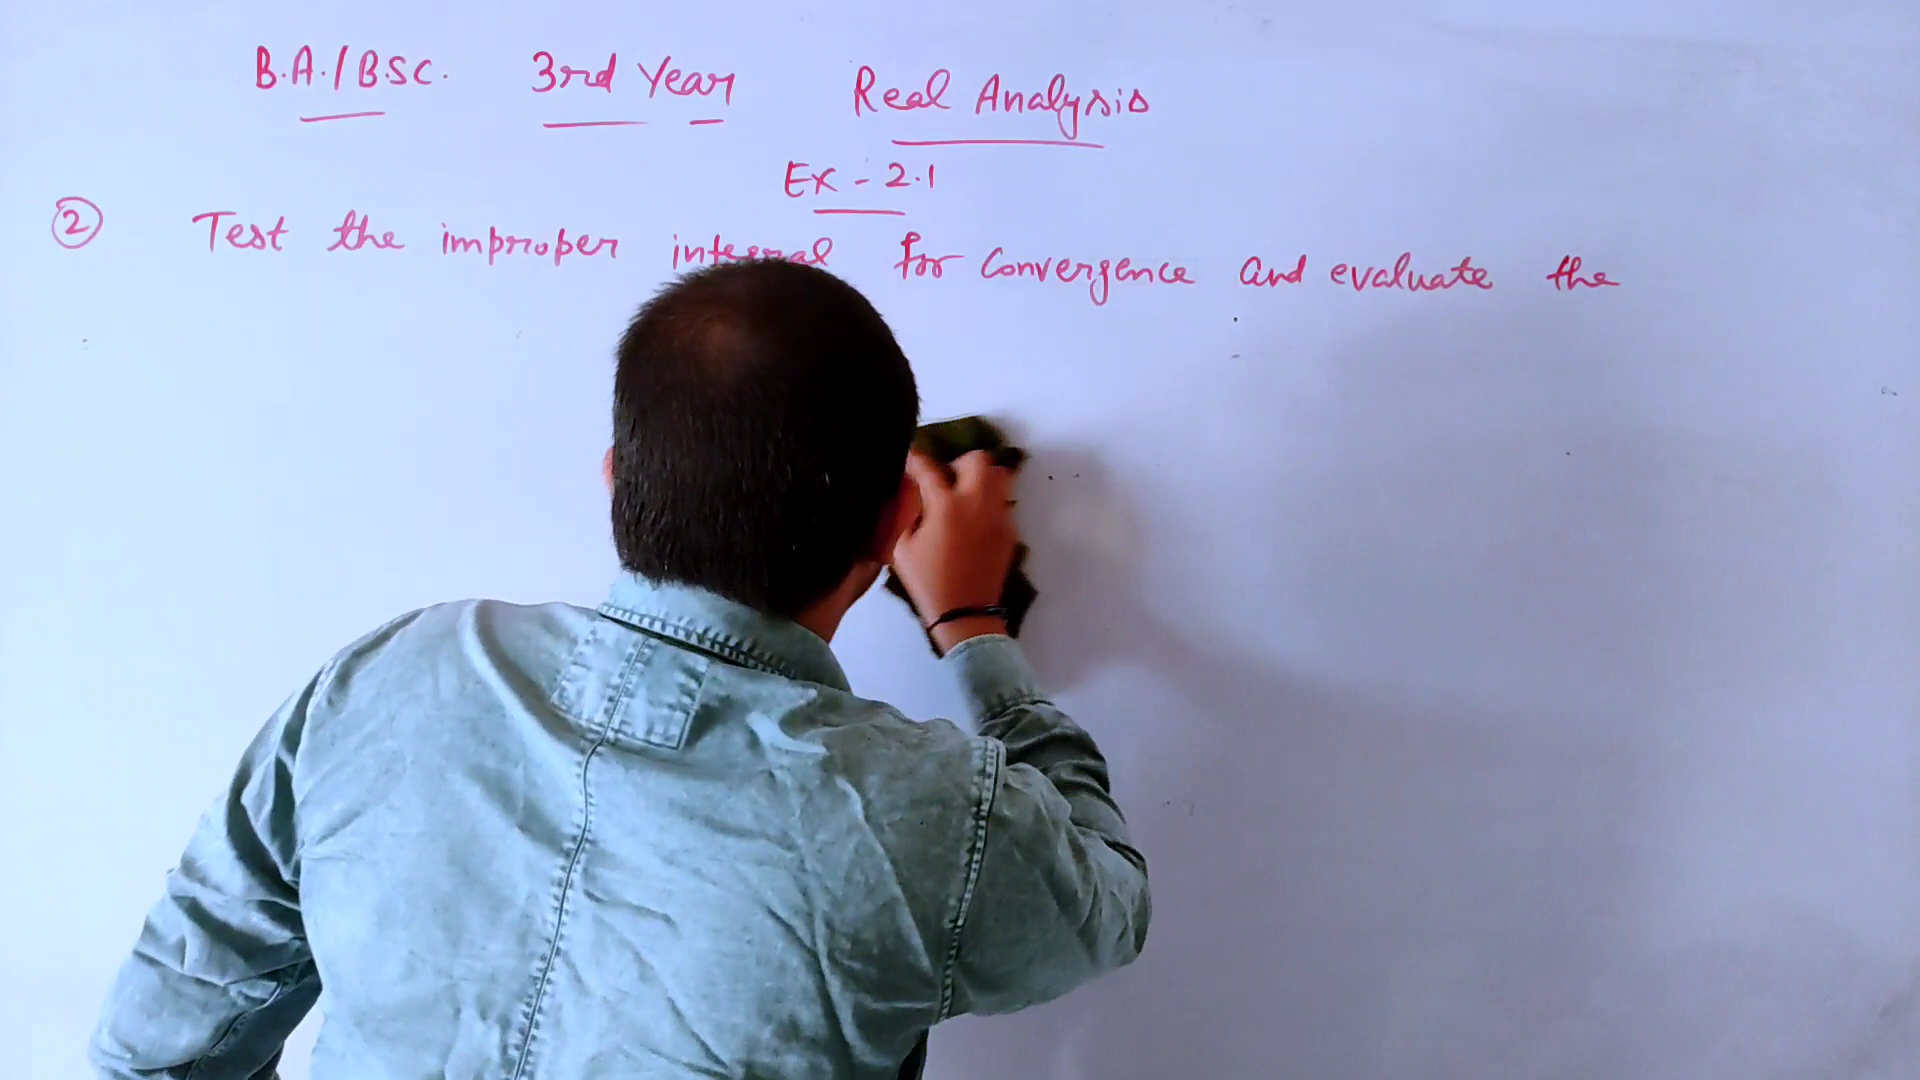 B.A./B.SC. 3rd Year Real Analysis
Ex - 2.1
② Test the improper integral for Convergence and evaluate the